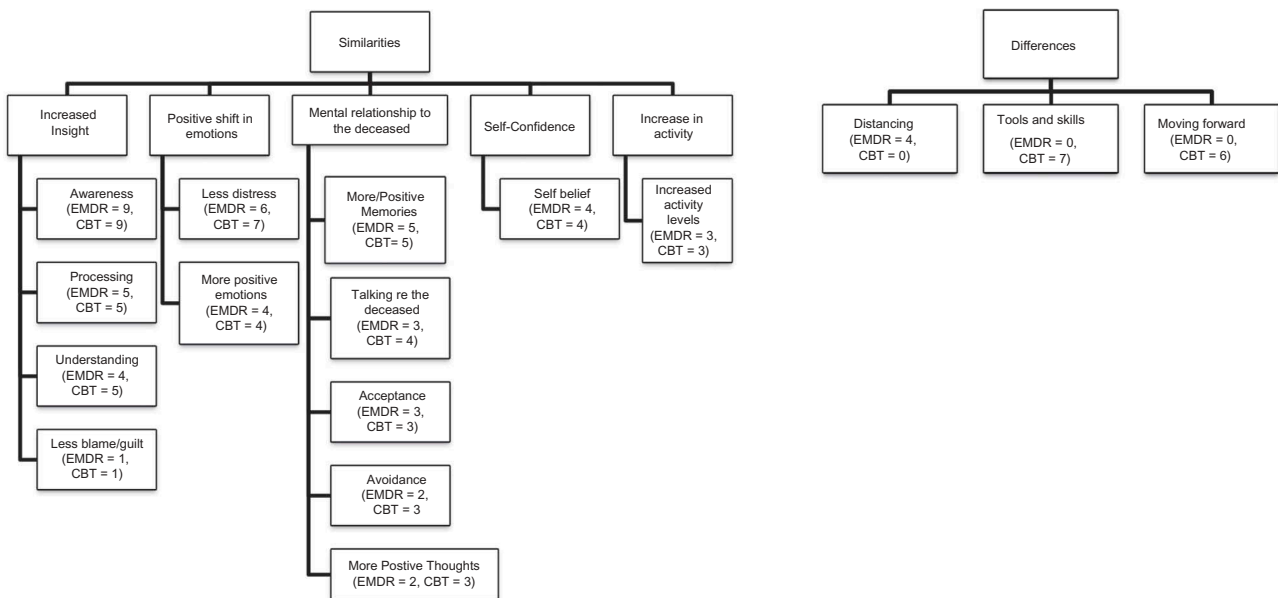 Similarities
Increased
Insight
Awareness
(EMDR = 9,
CBT = 9)
Processing
(EMDR = 5,
CBT = 5)
Understanding
(EMDR = 4,
CBT = 5)
Less blame/guilt
(EMDR = 1,
CBT = 1)
Positive shift in
emotions
Less distress
(EMDR = 6,
CBT = 7)
More positive
emotions
(EMDR = 4,
CBT = 4)
Mental relationship to
the deceased
More/Positive
Memories
(EMDR = 5,
CBT= 5)
Talking re the
deceased
(EMDR = 3,
CBT = 4)
Acceptance
(EMDR = 3,
CBT = 3)
Avoidance
(EMDR = 2,
CBT = 3
More Postive Thoughts
(EMDR = 2, CBT = 3)
Self-Confidence
Self belief
(EMDR = 4,
CBT = 4)
Increase in
activity
Increased
activity
levels
(EMDR = 3,
CBT = 3)
Differences
Distancing
(EMDR = 4,
CBT = 0)
Tools and skills
(EMDR = 0,
CBT = 7)
Moving forward
(EMDR = 0,
CBT = 6)